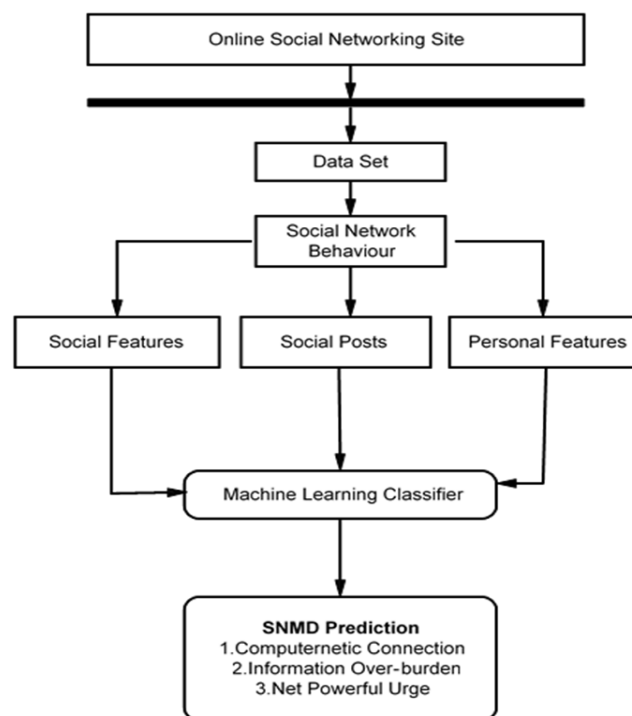 Online Social Networking Site
Data Set
Social Network
Behaviour
Social Features
Social Posts
Personal Features
Machine Learning Classifier
SNMD Prediction
1.Computernetic Connection
2.Information Over-burden
3.Net Powerful Urge